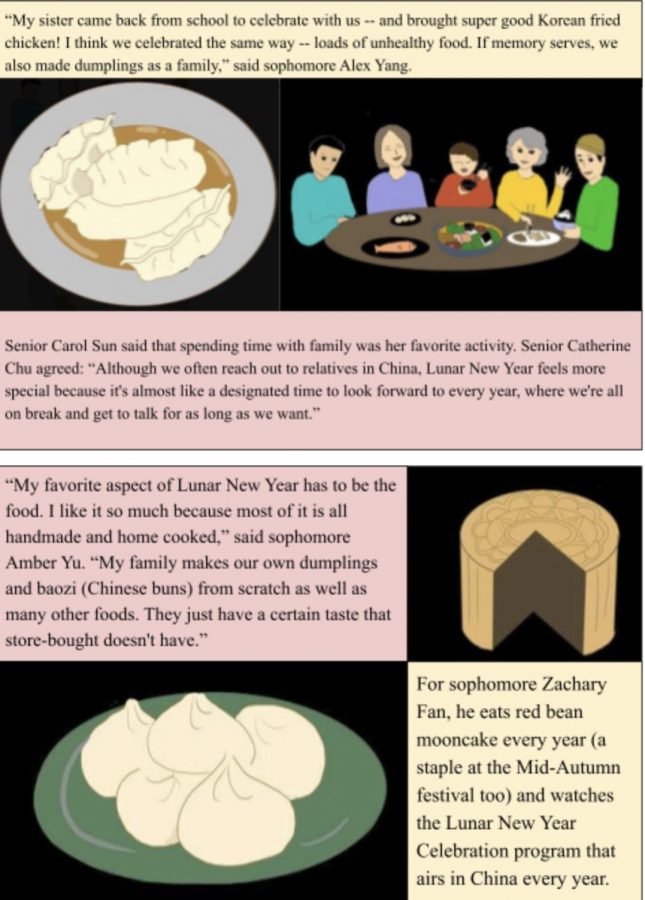 “My sister came back from school to celebrate with us -- and brought super good Korean fried
chicken! I think we celebrated the same way -- loads of unhealthy food. If memory serves, we
also made dumplings as a family,” said sophomore Alex Yang.
Senior Carol Sun said that spending time with family was her favorite activity. Senior Catherine
Chu agreed: “Although we often reach out to relatives in China, Lunar New Year feels more
special because it's almost like a designated time to look forward to every year, where we're all
on break and get to talk for as long as we want.”
“My favorite aspect of Lunar New Year has to be the
food. I like it so much because most of it is all
handmade and home cooked,” said sophomore
Amber Yu. “My family makes our own dumplings
and baozi (Chinese buns) from scratch as well as
many other foods. They just have a certain taste that
store-bought doesn't have.”
For sophomore Zachary
Fan, he eats red bean
mooncake every year (a
staple at the Mid-Autumn
festival too) and watches
the Lunar New Year
Celebration program that
airs in China every year.